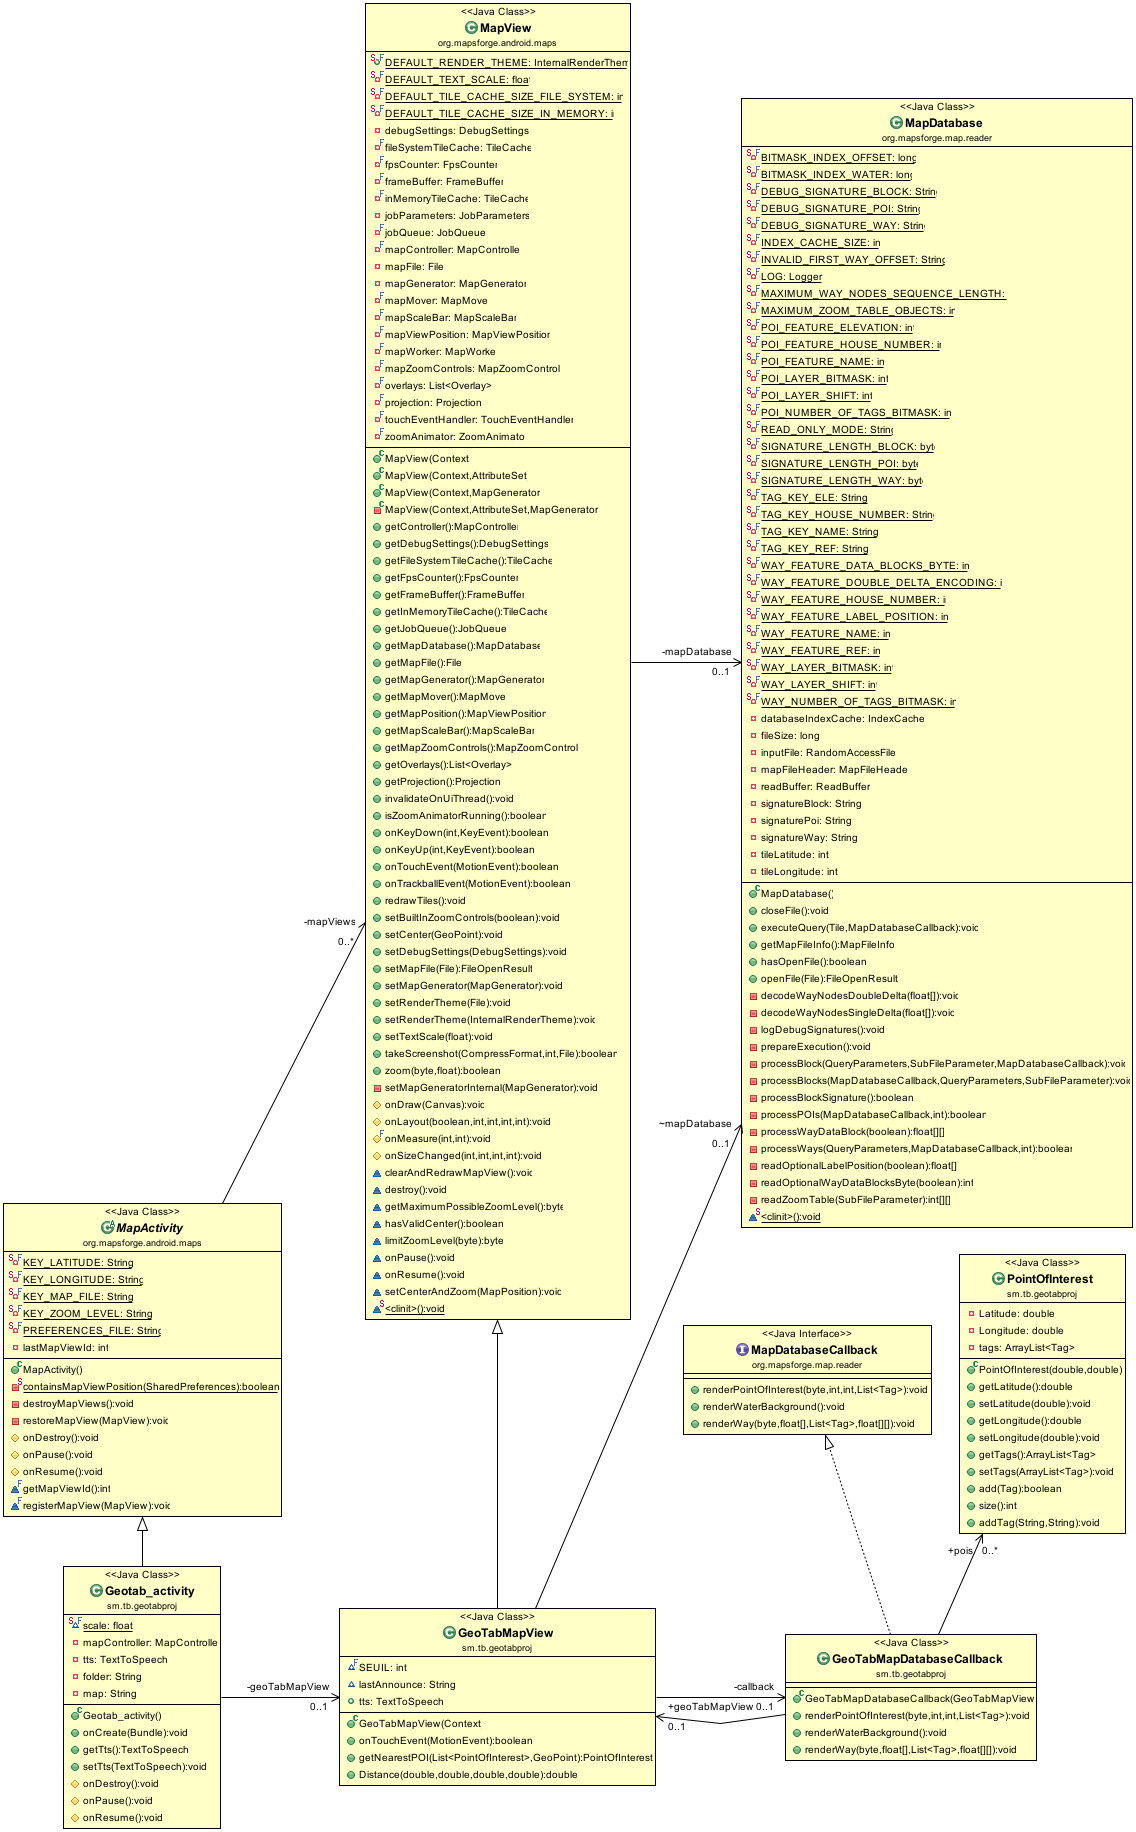 <<Java Class>>
MapView
org.mapsforge.android.maps
DEFAULT_RENDER_THEME: InternalRenderThem
DEFAULT_TEXT_SCALE: float
DEFAULT_TILE_CACHE_SIZE_FILE_SYSTEM: in
DEFAULT_TILE_CACHE_SIZE_IN_MEMORY: i
debugSettings: DebugSettings
fileSystemTileCache: TileCache
fpsCounter: FpsCounter
frameBuffer: FrameBuffer
inMemoryTileCache: TileCache
jobParameters: JobParameters
jobQueue: JobQueue
mapController: MapControlle
mapFile: File
mapGenerator: MapGenerator
mapMover: MapMove
mapScaleBar: MapScaleBar
mapViewPosition: MapViewPosition
mapWorker: MapWorke
mapZoomControls: MapZoomControl
overlays: List<Overlay>
projection: Projection
touchEventHandler: TouchEventHandler
zoomAnimator: ZoomAnimato
MapView(Context
MapView(Context,AttributeSet
MapView(Context,MapGenerator
MapView(Context,AttributeSet,MapGenerator
getController():MapController
getDebugSettings():DebugSettings
getFileSystemTileCache():TileCache
getFpsCounter():FpsCounter
getFrameBuffer():FrameBuffer
getInMemoryTileCache():TileCache
getJobQueue():JobQueue
getMapDatabase():MapDatabase
getMapFile():File
getMapGenerator():MapGenerator
getMapMover():MapMove
getMapPosition():MapViewPosition
getMapScaleBar():MapScaleBar
getMapZoomControls():MapZoomControl
getOverlays():List<Overlay>
getProjection():Projection
invalidateOnUiThread():void
isZoomAnimatorRunning():boolean
onKeyDown(int,KeyEvent):boolean
onKeyUp(int,KeyEvent):boolean
onTouchEvent(MotionEvent):boolean
onTrackballEvent(MotionEvent):boolean
redrawTiles():void
setBuiltInZoomControls(boolean):void
setCenter(GeoPoint):void
setDebugSettings(DebugSettings):void
setMapFile(File):FileOpenResult
setMapGenerator(MapGenerator):void
setRenderTheme(File):void
setRenderTheme(InternalRenderTheme):void
setTextScale(float):void
takeScreenshot(CompressFormat,int,File):boolean
zoom(byte,float):boolean
setMapGeneratorInternal(MapGenerator):void
onDraw(Canvas):void
onLayout(boolean,int,int,int,int):void
onMeasure(int,int):void
onSizeChanged(int,int,int,int):void
clearAndRedrawMapView():void
destroy():void
getMaximumPossibleZoomLevel():byte
hasValidCenter():boolean
limitZoomLevel(byte):byte
onPause():void
onResume():void
setCenterAndZoom(MapPosition):void
<clinit>():void
<<Java Class>>
MapDatabase
org.mapsforge.map.reader
BITMASK_INDEX_OFFSET: long
BITMASK_INDEX_WATER: long
DEBUG_SIGNATURE_BLOCK: String
DEBUG_SIGNATURE_POI: String
DEBUG_SIGNATURE_WAY: String
INDEX_CACHE_SIZE: in
INVALID_FIRST_WAY_OFFSET: String
LOG: Logger
MAXIMUM_WAY_NODES_SEQUENCE_LENGTH:
MAXIMUM_ZOOM_TABLE_OBJECTS: in
POI_FEATURE_ELEVATION: int
POI_FEATURE_HOUSE_NUMBER: i
POI_FEATURE_NAME: in
POI_LAYER_BITMASK: int
POI_LAYER_SHIFT: int
POI_NUMBER_OF_TAGS_BITMASK: in
READ_ONLY_MODE: String
SIGNATURE_LENGTH_BLOCK: byt
SIGNATURE_LENGTH_POI: byte
SIGNATURE_LENGTH_WAY: byt
TAG_KEY_ELE: String
TAG_KEY_HOUSE_NUMBER: String
TAG_KEY_NAME: String
TAG_KEY_REF: String
WAY_FEATURE_DATA_BLOCKS_BYTE: in
WAY_FEATURE_DOUBLE_DELTA_ENCODING: i
WAY_FEATURE_HOUSE_NUMBER: i
WAY_FEATURE_LABEL_POSITION: in
WAY_FEATURE_NAME: in
WAY_FEATURE_REF: in
WAY_LAYER_BITMASK: int
WAY_LAYER_SHIFT: int
WAY_NUMBER_OF_TAGS_BITMASK: in
databaseIndexCache: IndexCache
fileSize: long
inputFile: RandomAccessFile
mapFileHeader: MapFileHeade
readBuffer: ReadBuffer
signatureBlock: String
signaturePoi: String
signatureWay: String
tileLatitude: int
tileLongitude: int
MapDatabase()
closeFile():void
executeQuery(Tile,MapDatabaseCallback):void
getMapFileInfo():MapFileInfo
hasOpenFile():boolean
openFile(File):FileOpenResult
decodeWayNodesDoubleDelta(float[]):void
decodeWayNodesSingleDelta(float[]):void
logDebugSignatures():void
prepareExecution():void
processBlock(QueryParameters,SubFileParameter,MapDatabaseCallback):void
processBlocks(MapDatabaseCallback,QueryParameters,SubFileParameter):void
processBlockSignature():boolean
processPOIs(MapDatabaseCallback,int):boolean
processWayDataBlock(boolean):float[][]
processWays(QueryParameters,MapDatabaseCallback,int):boolean
readOptionalLabelPosition(boolean):float[]
readOptionalWayDataBlocksByte(boolean):int
readZoomTable(SubFileParameter):int[][]
<clinit>():void
-mapDatabase
0..1
-mapViews
0..*
~mapDatabase
0..1
<<Java Class>>
MapActivity
org.mapsforge.android.maps
KEY_LATITUDE: String
KEY_LONGITUDE: String
KEY_MAP_FILE: String
KEY_ZOOM_LEVEL: String
PREFERENCES_FILE: String
lastMapViewId: int
MapActivity()
containsMapViewPosition(SharedPreferences):boolean
destroyMapViews():void
restoreMapView(MapView):void
onDestroy():void
onPause():void
onResume():void
getMapViewId():int
registerMapView(MapView):void
<<Java Interface>>
MapDatabaseCallback
org.mapsforge.map.reader
renderPointOfInterest(byte,int,int,List<Tag>):void
renderWaterBackground():void
renderWay(byte,float[],List<Tag>,float[][]):void
<<Java Class>>
PointOfInterest
sm.tb.geotabproj
Latitude: double
Longitude: double
tags: ArrayList<Tag>
PointOfInterest(double,double)
getLatitude():double
setLatitude(double):void
getLongitude():double
setLongitude(double):void
getTags():ArrayList<Tag>
setTags(ArrayList<Tag>):void
add(Tag):boolean
size():int
addTag(String,String):void
+pois
0..*
<<Java Class>>
Geotab_activity
sm.tb.geotabproj
scale: float
mapController: MapControlle
tts: TextToSpeech
folder: String
map: String
Geotab_activity()
onCreate(Bundle):void
getTts():TextToSpeech
setTts(TextToSpeech):void
onDestroy():void
onPause():void
onResume():void
-geoTabMapView
0..1
<<Java Class>>
GeoTabMapView
sm.tb.geotabproj
SEUIL: int
lastAnnounce: String
tts: TextToSpeech
GeoTabMapView(Context
onTouchEvent(MotionEvent):boolean
getNearestPOI(List<PointOfInterest>,GeoPoint):PointOfInterest
Distance(double,double,double,double):double
-callback
+geoTabMapView 0..1
0..1
<<Java Class>>
GeoTabMapDatabaseCallback
sm.tb.geotabproj
GeoTabMapDatabaseCallback(GeoTabMapView
renderPointOfInterest(byte,int,int,List<Tag>):void
renderWaterBackground():void
renderWay(byte,float[],List<Tag>,float[][]):void